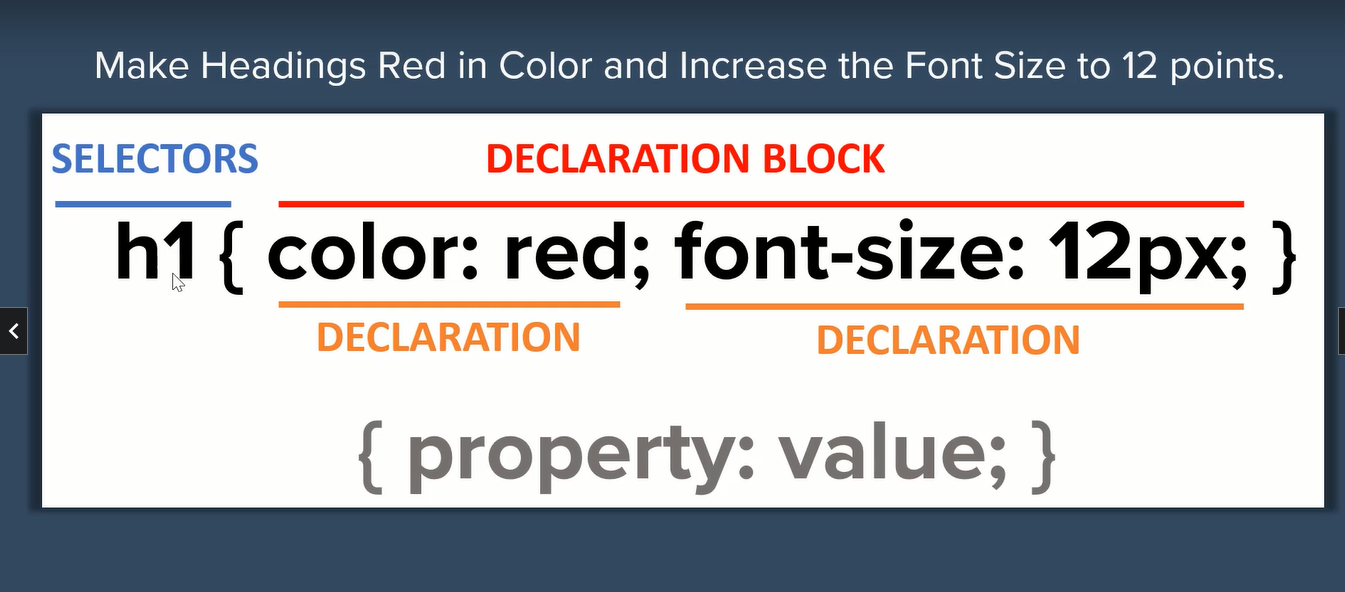 Make Headings Red in Color and Increase the Font Size to 12 points.
SELECTORS
DECLARATION BLOCK
h1 { color: red; font-size: 12px; }
DECLARATION
DECLARATION
{ property: value; }